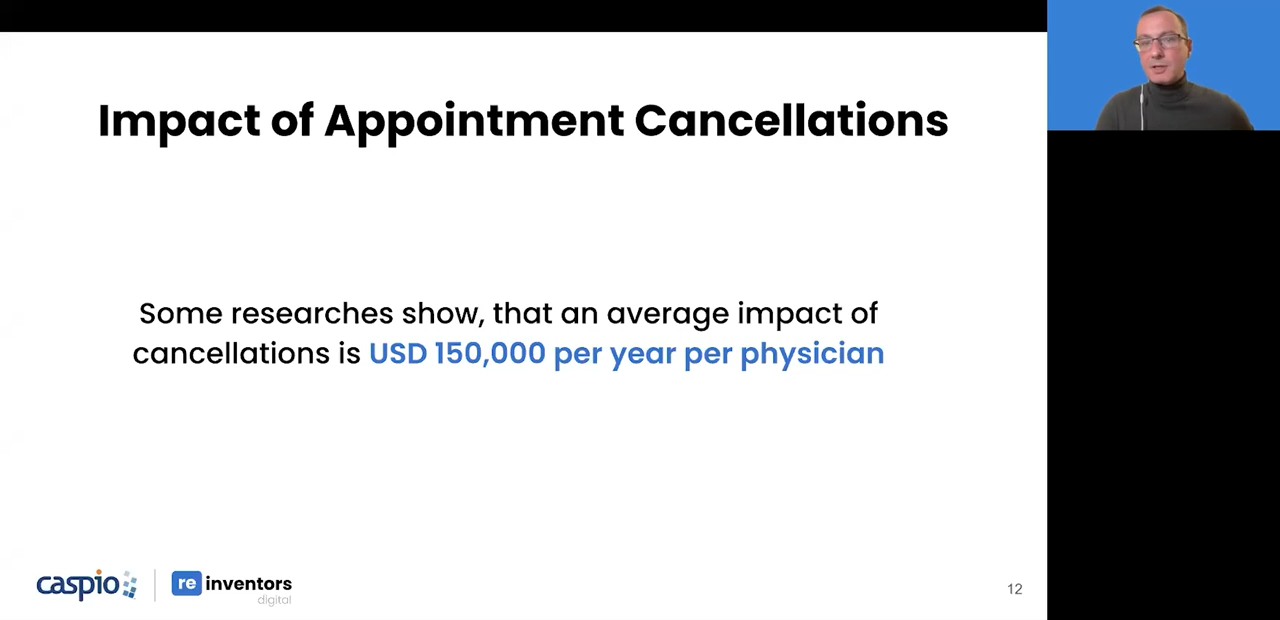 Impact of Appointment Cancellations
Some researches show, that an average impact of
cancellations is USD 150,000 per year per physician
caspio
re inventors
digital
12